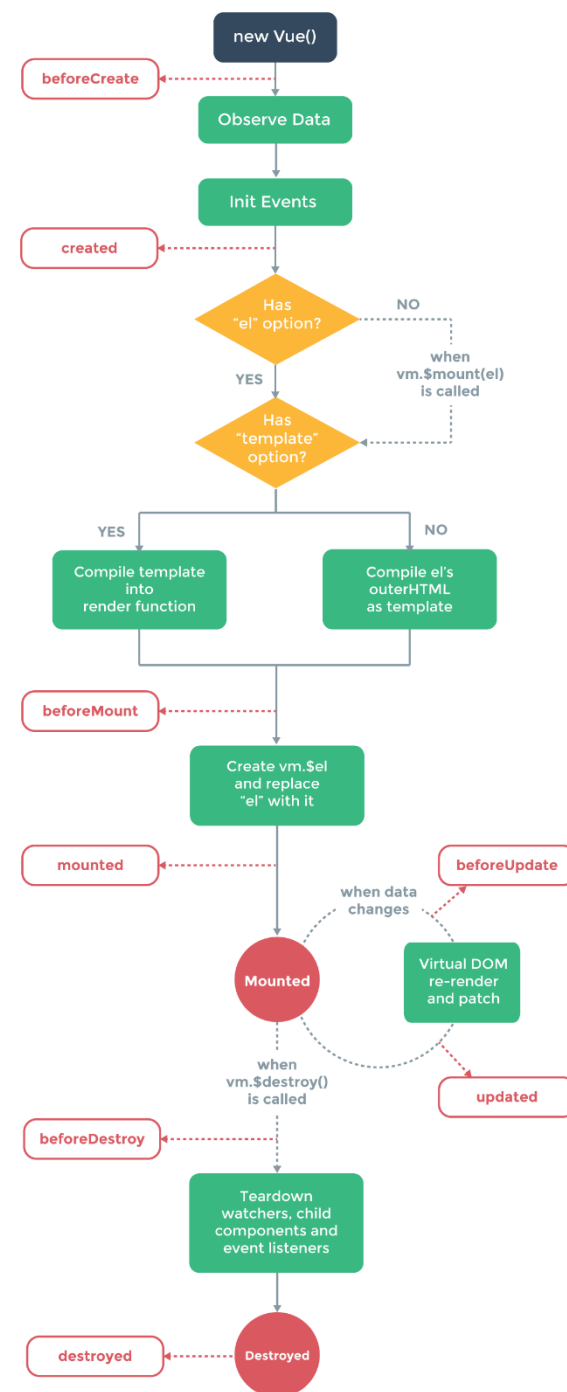 new Vue()
beforeCreate
Observe Data
Init Events
created
Has
“el” option?
NO
when
vm.$mount(el)
is called
YES
Has
“template”
option?
YES
NO
Compile template
into
render function
Compile el’s
outerHTML
as template
beforeMount
Create vm.$el
and replace
“el” with it
mounted
beforeUpdate
when data
changes
Mounted
Virtual DOM
re-render
and patch
when
vm.$destroy()
is called
updated
beforeDestroy
Teardown
watchers, child
components and
event listeners
destroyed
Destroyed